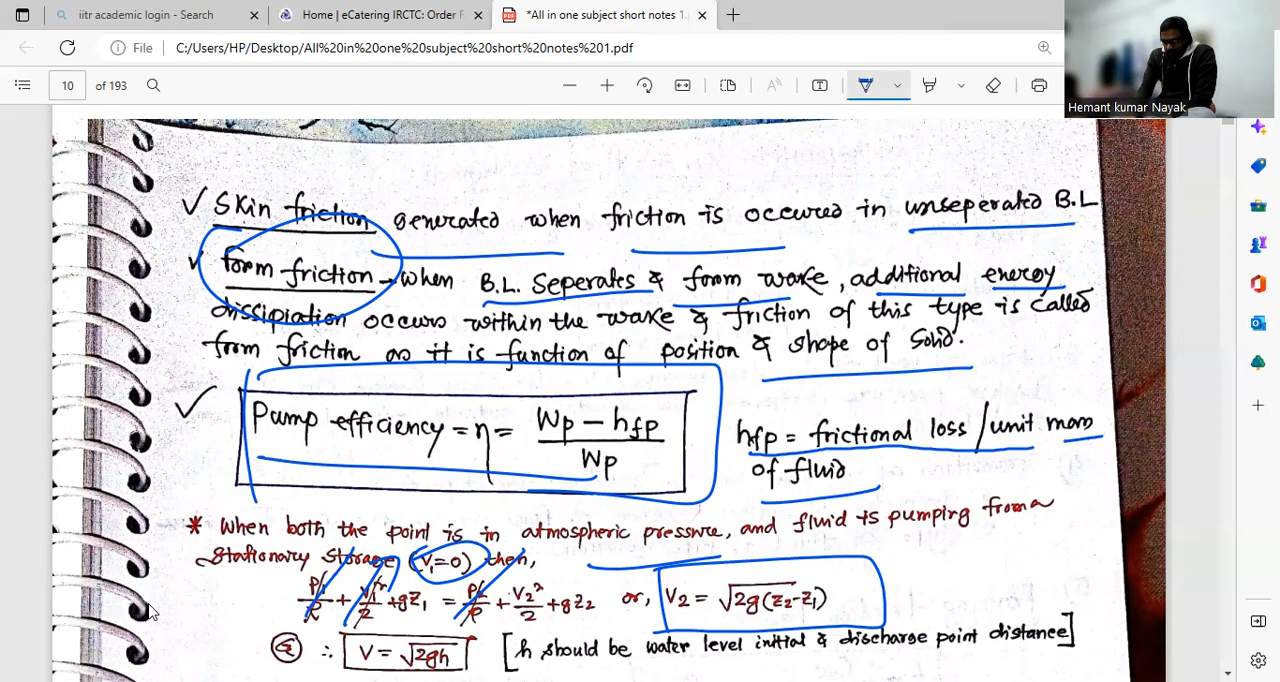 iitr academic login - Search
Home | eCatering IRCTC: Order F
*All in one subject short notes 1.p
File C:/Users/HP/Desktop/All%20in%20one%20subject%20short%20notes%201.pdf
10 of 193
Hemant kumar Nayak
✓ Skin friction generated when friction is occured in unseperated B.L
✓ form friction → when B.L. Seperates & form wake, additional energy
dissipiation occurs within the wake & friction of this type is called
form friction as it is function of position & shape of solid.
✓ Pump efficiency = η = (Wp - hfp) / Wp
hfp = frictional loss / unit mass
of fluid
* When both the point is in atmospheric pressure, and fluid is pumping from a
stationary storage (V₁=0) then,
+ V₁²/2 + gZ₁ = + V₂²/2 + gZ₂ or, V₂ = √2g(Z₂-Z₁)
∴ V = √2gh [h should be water level initial & discharge point distance]